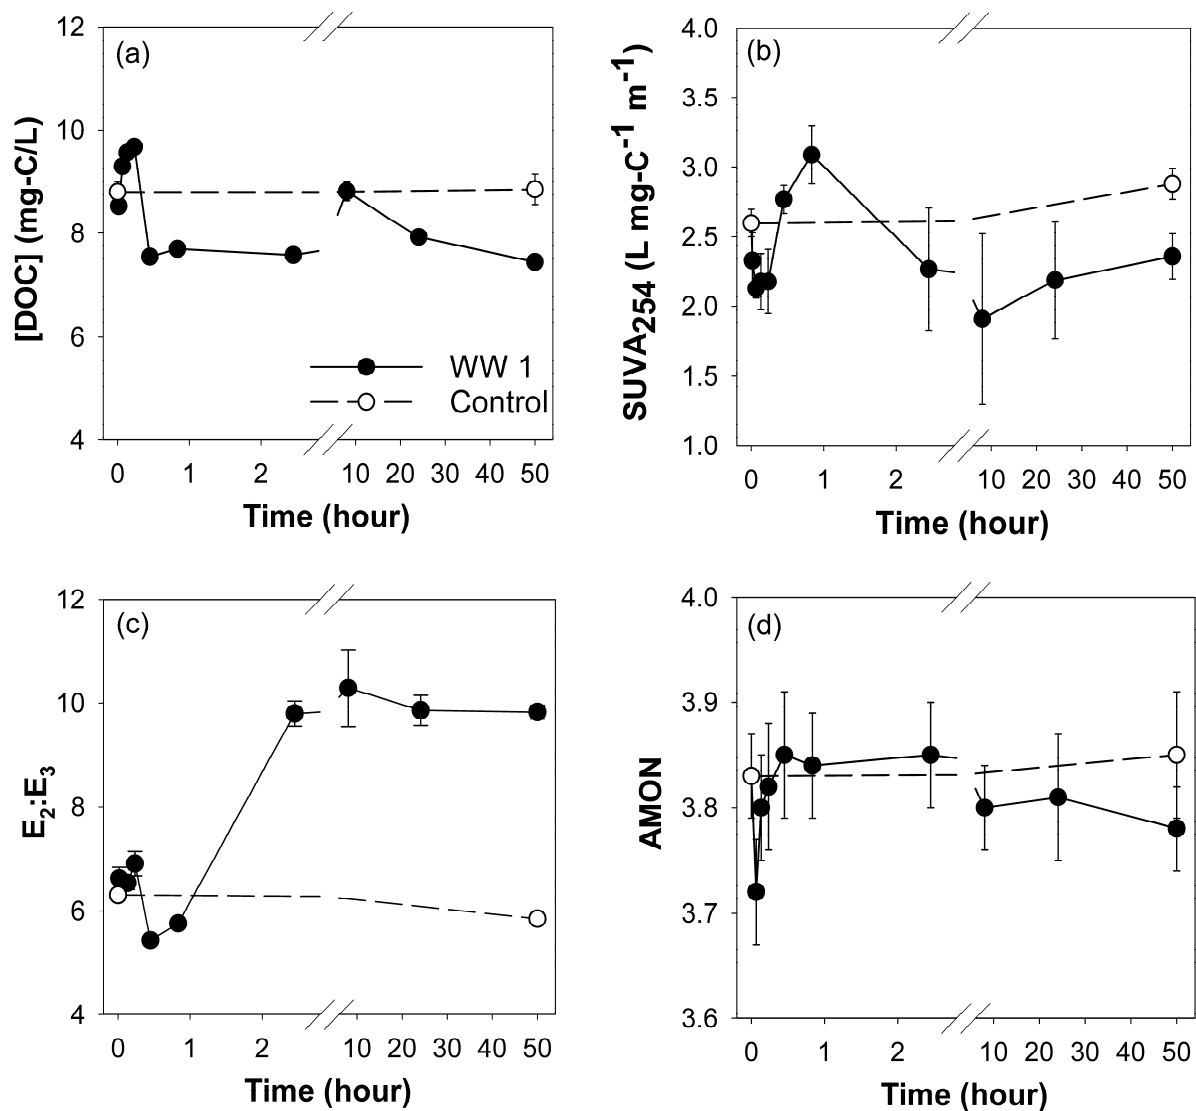 (a)
12
10
8
6
4
[DOC] (mg-C/L)
WW 1
Control
0 1 2 10 20 30 40 50
Time (hour)
(b)
4.0
3.5
3.0
2.5
2.0
1.5
1.0
SUVA254 (L mg-C-1 m-1)
0 1 2 10 20 30 40 50
Time (hour)
(c)
12
10
8
6
4
E2:E3
0 1 2 10 20 30 40 50
Time (hour)
(d)
4.0
3.9
3.8
3.7
3.6
AMON
0 1 2 10 20 30 40 50
Time (hour)